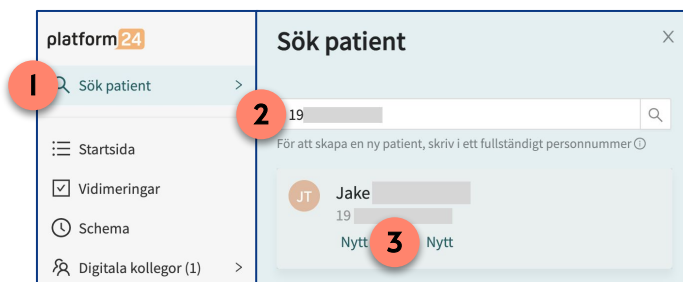 platform24
1
Sök patient
Startsida
Vidimeringar
Schema
Digitala kollegor (1)
Sök patient
2
19
För att skapa en ny patient, skriv i ett fullständigt personnummer
JT
Jake
19
Nytt
3
Nytt